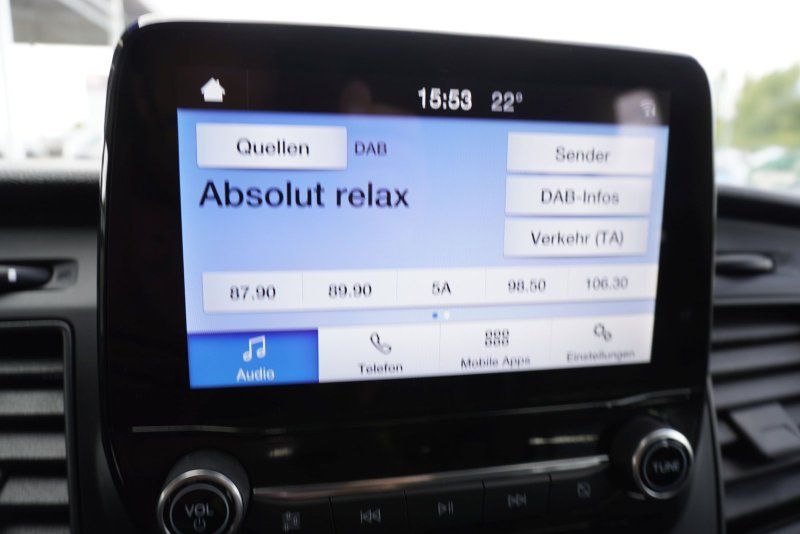 15:53 22°
Quellen DAB
Sender
Absolut relax
DAB-Infos
Verkehr (TA)
87.90 89.90 5A 98.50 106.30
Audio Telefon Mobile Apps Einstellungen
VOL TUNE